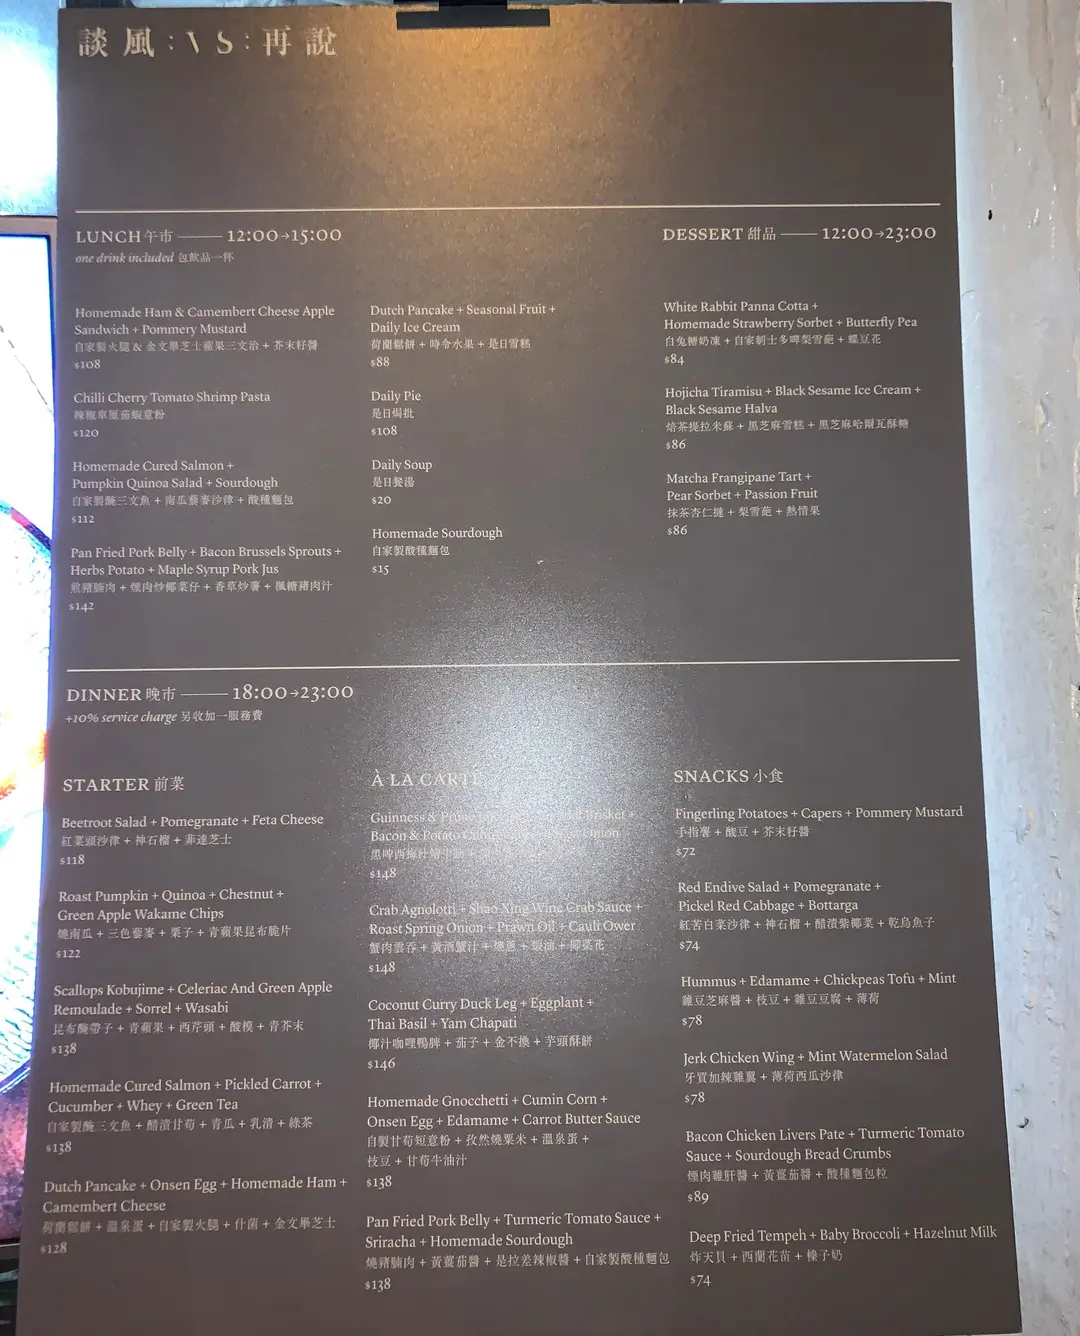 談風:VS:再說
LUNCH 午市 —— 12:00→15:00
one drink included 包飲品一杯
Homemade Ham & Camembert Cheese Apple
Sandwich + Pommery Mustard
自家製火腿 & 金文畢芝士蘋果三文治 + 芥末籽醬
$108
Chilli Cherry Tomato Shrimp Pasta
辣椒車厘茄蝦意粉
$120
Homemade Cured Salmon +
Pumpkin Quinoa Salad + Sourdough
自家製醃三文魚 + 南瓜藜麥沙律 + 酸種麵包
$112
Pan Fried Pork Belly + Bacon Brussels Sprouts +
Herbs Potato + Maple Syrup Pork Jus
煎豬腩肉 + 煙肉炒椰菜仔 + 香草炒薯 + 楓糖豬肉汁
$142
Dutch Pancake + Seasonal Fruit +
Daily Ice Cream
荷蘭鬆餅 + 時令水果 + 是日雪糕
$88
Daily Pie
是日焗批
$108
Daily Soup
是日餐湯
$20
Homemade Sourdough
自家製酸種麵包
$15
DESSERT 甜品 —— 12:00→23:00
White Rabbit Panna Cotta +
Homemade Strawberry Sorbet + Butterfly Pea
白兔糖奶凍 + 自家制士多啤梨雪葩 + 蝶豆花
$84
Hojicha Tiramisu + Black Sesame Ice Cream +
Black Sesame Halva
焙茶提拉米蘇 + 黑芝麻雪糕 + 黑芝麻哈爾瓦酥糖
$86
Matcha Frangipane Tart +
Pear Sorbet + Passion Fruit
抹茶杏仁撻 + 梨雪葩 + 熱情果
$86
DINNER 晚市 —— 18:00→23:00
+10% service charge 另收加一服務費
STARTER 前菜
Beetroot Salad + Pomegranate + Feta Cheese
紅菜頭沙律 + 神石榴 + 菲達芝士
$118
Roast Pumpkin + Quinoa + Chestnut +
Green Apple Wakame Chips
燒南瓜 + 三色藜麥 + 栗子 + 青蘋果昆布脆片
$122
Scallops Kobujime + Celeriac And Green Apple
Remoulade + Sorrel + Wasabi
昆布醃帶子 + 青蘋果 + 西芹頭 + 酸模 + 青芥末
$138
Homemade Cured Salmon + Pickled Carrot +
Cucumber + Whey + Green Tea
自家製醃三文魚 + 醋漬甘荀 + 青瓜 + 乳清 + 綠茶
$138
Dutch Pancake + Onsen Egg + Homemade Ham +
Camembert Cheese
荷蘭鬆餅 + 溫泉蛋 + 自家製火腿 + 什菌 + 金文畢芝士
$128
À LA CARTE
Guinness & Brisket +
Bacon & Potato Onion
黑啤西梅汁
$148
Crab Agnolotti + Shao Xing Wine Crab Sauce +
Roast Spring Onion + Prawn Oil + Cauli Ower
蟹肉雲吞 + 黃酒蟹汁 + 燒蔥 + 蝦油 + 椰菜花
$148
Coconut Curry Duck Leg + Eggplant +
Thai Basil + Yam Chapati
椰汁咖哩鴨脾 + 茄子 + 金不換 + 芋頭酥餅
$146
Homemade Gnocchetti + Cumin Corn +
Onsen Egg + Edamame + Carrot Butter Sauce
自製甘荀短意粉 + 孜然燒粟米 + 溫泉蛋 +
枝豆 + 甘荀牛油汁
$138
Pan Fried Pork Belly + Turmeric Tomato Sauce +
Sriracha + Homemade Sourdough
燒豬腩肉 + 黃薑茄醬 + 是拉差辣椒醬 + 自家製酸種麵包
$138
SNACKS 小食
Fingerling Potatoes + Capers + Pommery Mustard
手指薯 + 酸豆 + 芥末籽醬
$72
Red Endive Salad + Pomegranate +
Pickel Red Cabbage + Bottarga
紅苦白菜沙律 + 神石榴 + 醋漬紫椰菜 + 乾烏魚子
$74
Hummus + Edamame + Chickpeas Tofu + Mint
雞豆芝麻醬 + 枝豆 + 雞豆豆腐 + 薄荷
$78
Jerk Chicken Wing + Mint Watermelon Salad
牙買加辣雞翼 + 薄荷西瓜沙律
$78
Bacon Chicken Livers Pate + Turmeric Tomato
Sauce + Sourdough Bread Crumbs
煙肉雞肝醬 + 黃薑茄醬 + 酸種麵包粒
$89
Deep Fried Tempeh + Baby Broccoli + Hazelnut Milk
炸天貝 + 西蘭花苗 + 榛子奶
$74